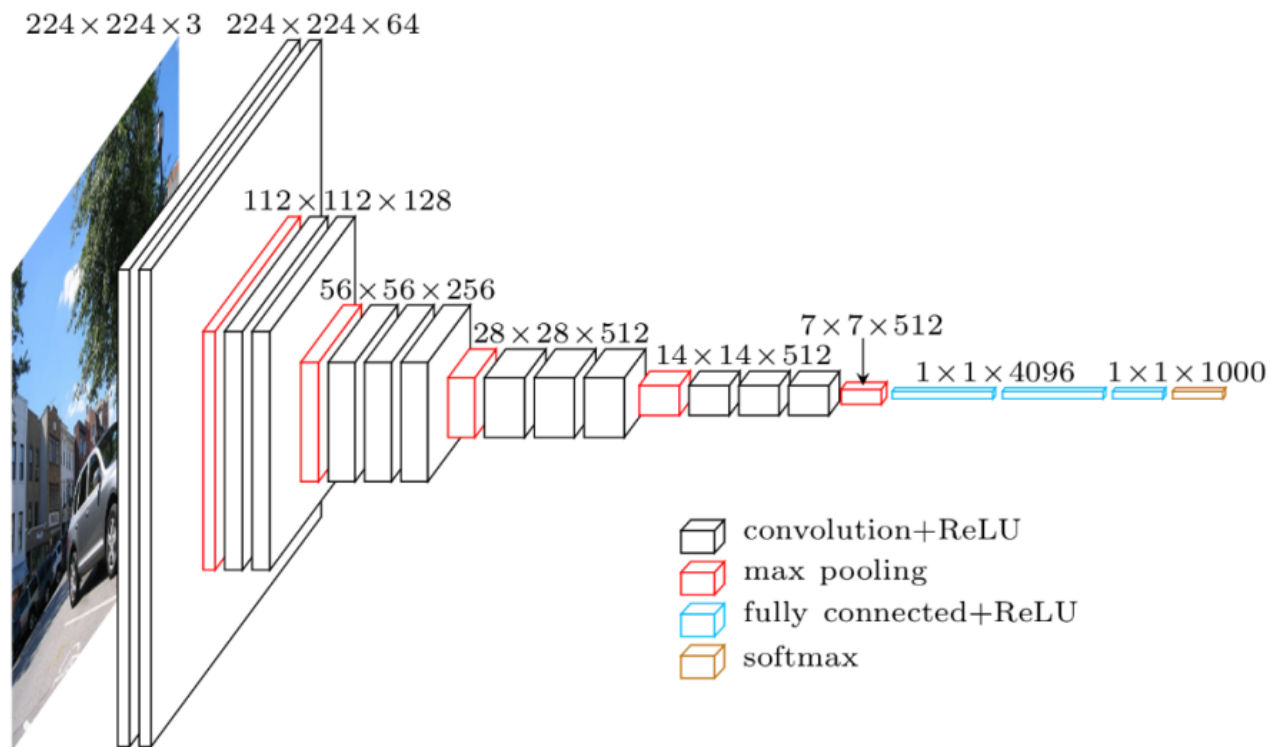 224×224×3
224×224×64
112×112×128
56×56×256
28×28×512
14×14×512
7×7×512
1×1×4096
1×1×1000
convolution+ReLU
max pooling
fully connected+ReLU
softmax